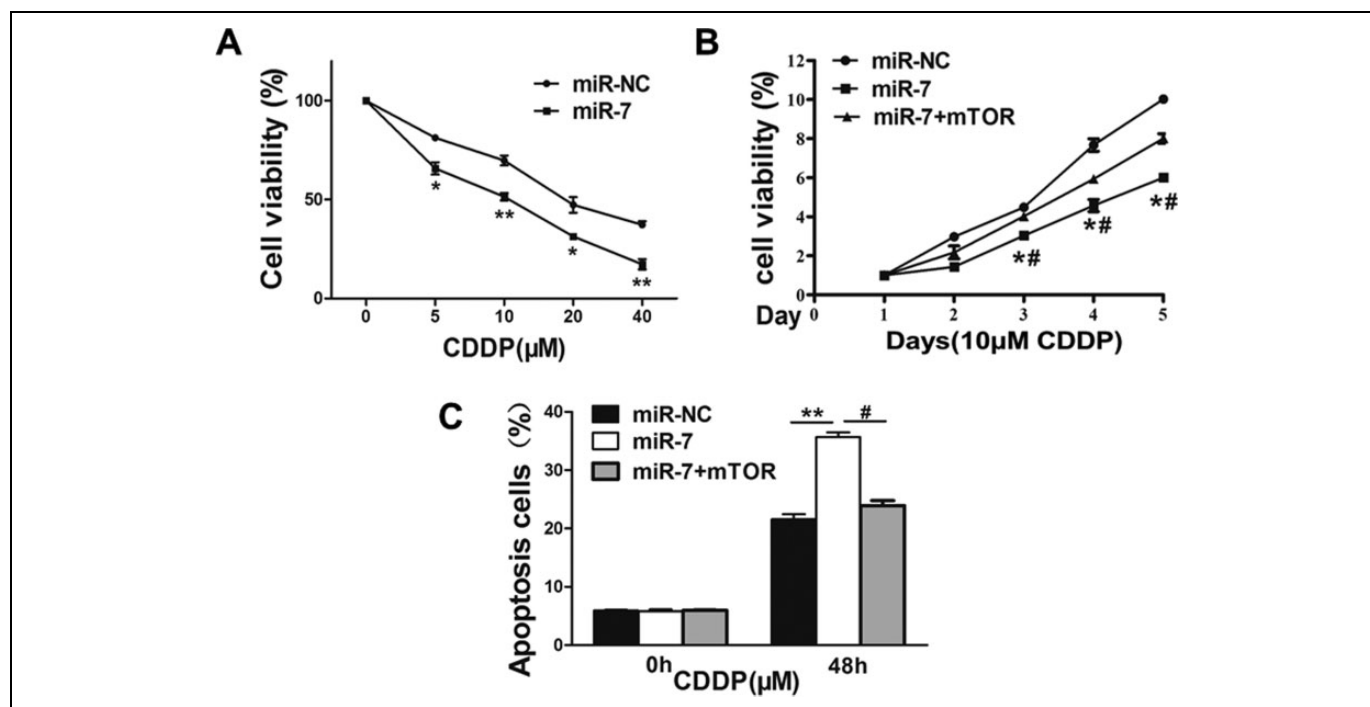 A
Cell viability (%)
100
50
0
miR-NC
miR-7
*
**
*
**
0 5 10 20 40
CDDP(µM)
B
cell viability (%)
12
10
8
6
4
2
0
miR-NC
miR-7
miR-7+mTOR
*#
*#
*#
Day 0 1 2 3 4 5
Days(10µM CDDP)
C
Apoptosis cells (%)
40
30
20
10
0
miR-NC
miR-7
miR-7+mTOR
** #
0h 48h
CDDP(µM)